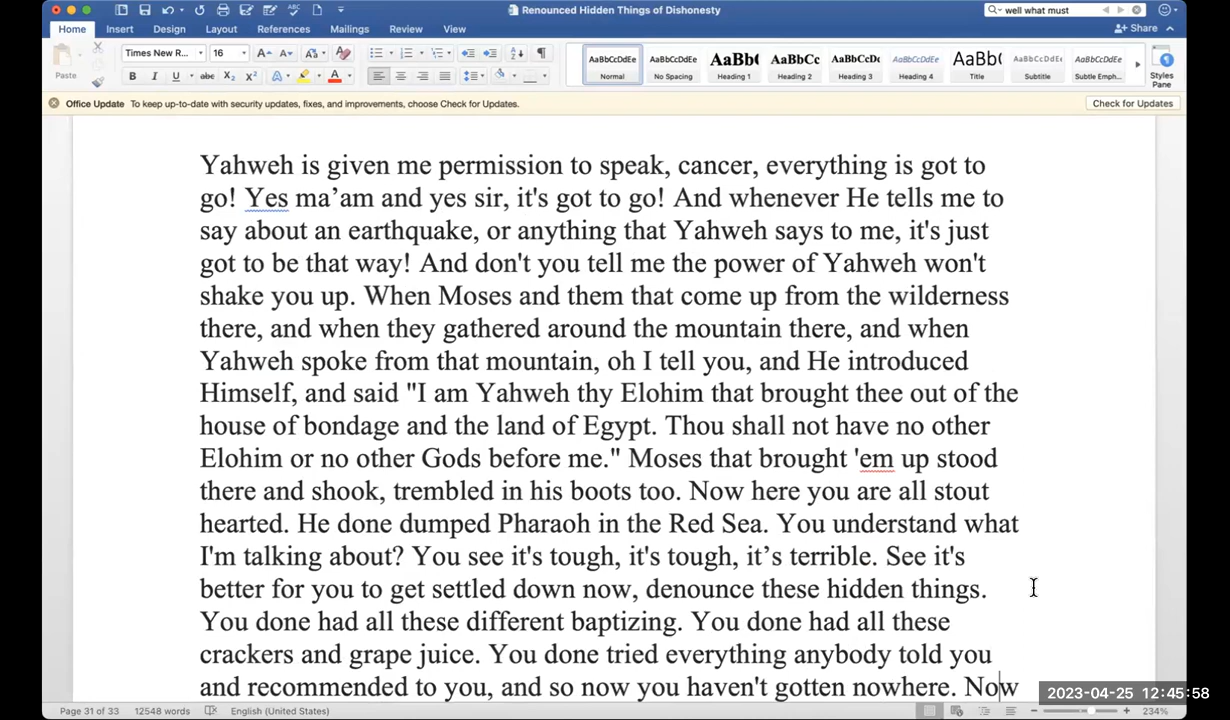 Renounced Hidden Things of Dishonesty
well what must
Home Insert Design Layout References Mailings Review View Share
Times New R... 16
Paste
AaBbCcDdEe AaBbCcDdEe AaBb( AaBbCc AaBbCcDc AaBbCcDdEe AaBb( AaBbCcDdEe AaBbCcDdEe
Normal No Spacing Heading 1 Heading 2 Heading 3 Heading 4 Title Subtitle Subtle Emph... Styles Pane
Office Update To keep up-to-date with security updates, fixes, and improvements, choose Check for Updates. Check for Updates
Yahweh is given me permission to speak, cancer, everything is got to
go! Yes ma’am and yes sir, it's got to go! And whenever He tells me to
say about an earthquake, or anything that Yahweh says to me, it's just
got to be that way! And don't you tell me the power of Yahweh won't
shake you up. When Moses and them that come up from the wilderness
there, and when they gathered around the mountain there, and when
Yahweh spoke from that mountain, oh I tell you, and He introduced
Himself, and said "I am Yahweh thy Elohim that brought thee out of the
house of bondage and the land of Egypt. Thou shall not have no other
Elohim or no other Gods before me." Moses that brought 'em up stood
there and shook, trembled in his boots too. Now here you are all stout
hearted. He done dumped Pharaoh in the Red Sea. You understand what
I'm talking about? You see it's tough, it's tough, it’s terrible. See it's
better for you to get settled down now, denounce these hidden things.
You done had all these different baptizing. You done had all these
crackers and grape juice. You done tried everything anybody told you
and recommended to you, and so now you haven't gotten nowhere. Now
2023-04-25 12:45:58
Page 31 of 33 12548 words English (United States) 234%